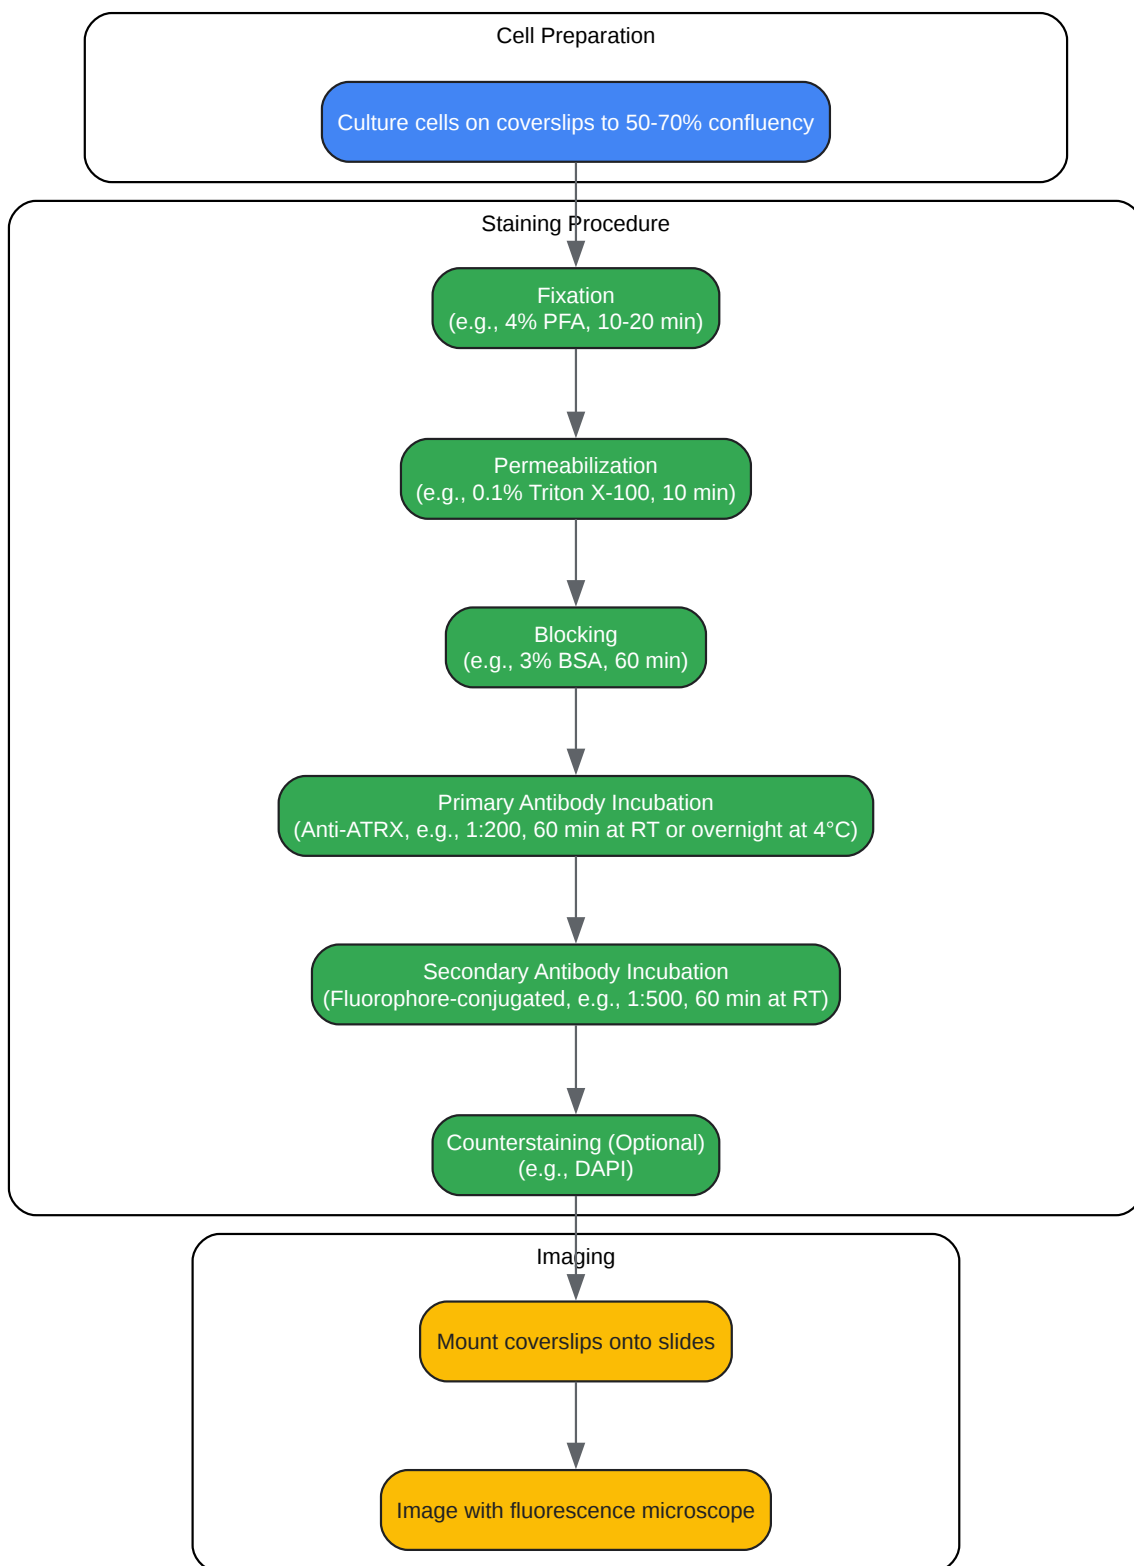 Cell Preparation
Culture cells on coverslips to 50-70% confluency
Staining Procedure
Fixation
(e.g., 4% PFA, 10-20 min)
Permeabilization
(e.g., 0.1% Triton X-100, 10 min)
Blocking
(e.g., 3% BSA, 60 min)
Primary Antibody Incubation
(Anti-ATRX, e.g., 1:200, 60 min at RT or overnight at 4°C)
Secondary Antibody Incubation
(Fluorophore-conjugated, e.g., 1:500, 60 min at RT)
Counterstaining (Optional)
(e.g., DAPI)
Imaging
Mount coverslips onto slides
Image with fluorescence microscope